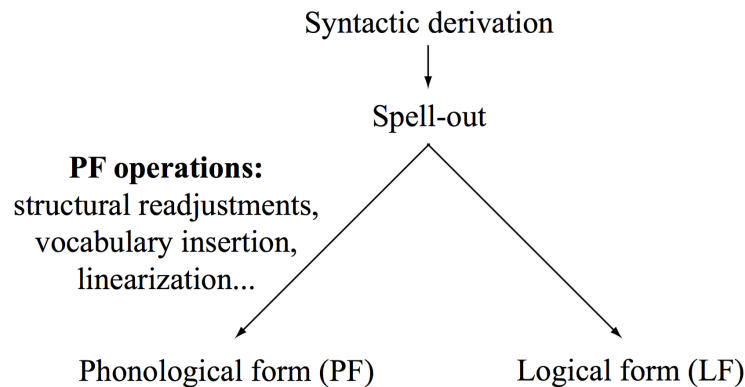 Syntactic derivation
Spell-out
PF operations:
structural readjustments,
vocabulary insertion,
linearization...
Phonological form (PF)
Logical form (LF)